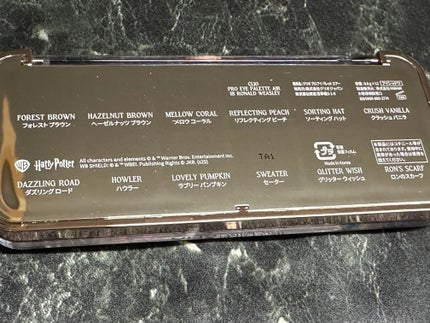 CLIO
PRO EYE PALETTE AIR
18 RONALD WEASLEY
FOREST BROWN
フォレスト ブラウン
HAZELNUT BROWN
ヘーゼルナッツ ブラウン
MELLOW CORAL
メロウ コーラル
REFLECTING PEACH
リフレクティング ピーチ
SORTING HAT
ソーティング ハット
CRUSH VANILLA
クラッシュ バニラ
WB
Harry Potter
All characters and elements © & ™ Warner Bros. Entertainment Inc.
WB SHIELD: © & ™ WBEI. Publishing Rights © JKR. (s25)
TA1
Made in Korea
DAZZLING ROAD
ダズリング ロード
HOWLER
ハウラー
LOVELY PUMPKIN
ラブリー パンプキン
SWEATER
セーター
GLITTER WISH
グリッター ウィッシュ
RON'S SCARF
ロンのスカーフ